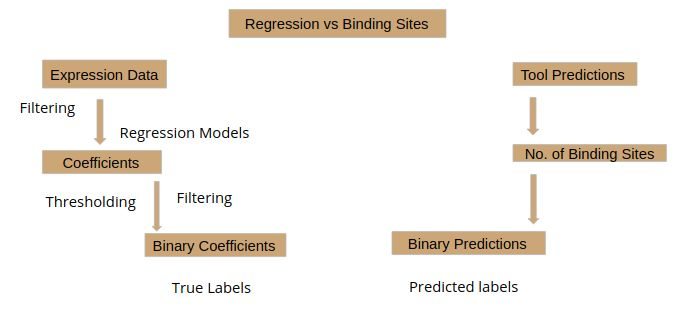 Regression vs Binding Sites
Expression Data
Tool Predictions
Filtering
Regression Models
Coefficients
No. of Binding Sites
Thresholding
Filtering
Binary Coefficients
Binary Predictions
True Labels
Predicted labels